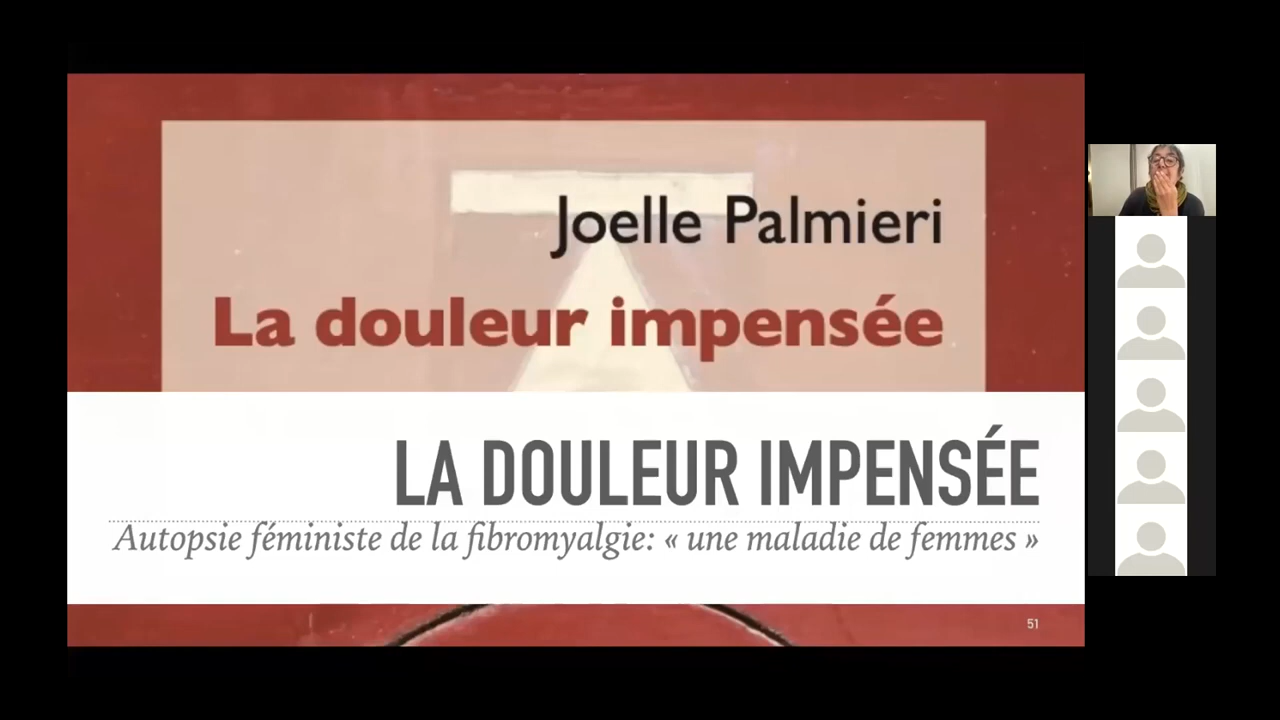 Joelle Palmieri
La douleur impensée
LA DOULEUR IMPENSÉE
Autopsie féministe de la fibromyalgie: « une maladie de femmes »
51